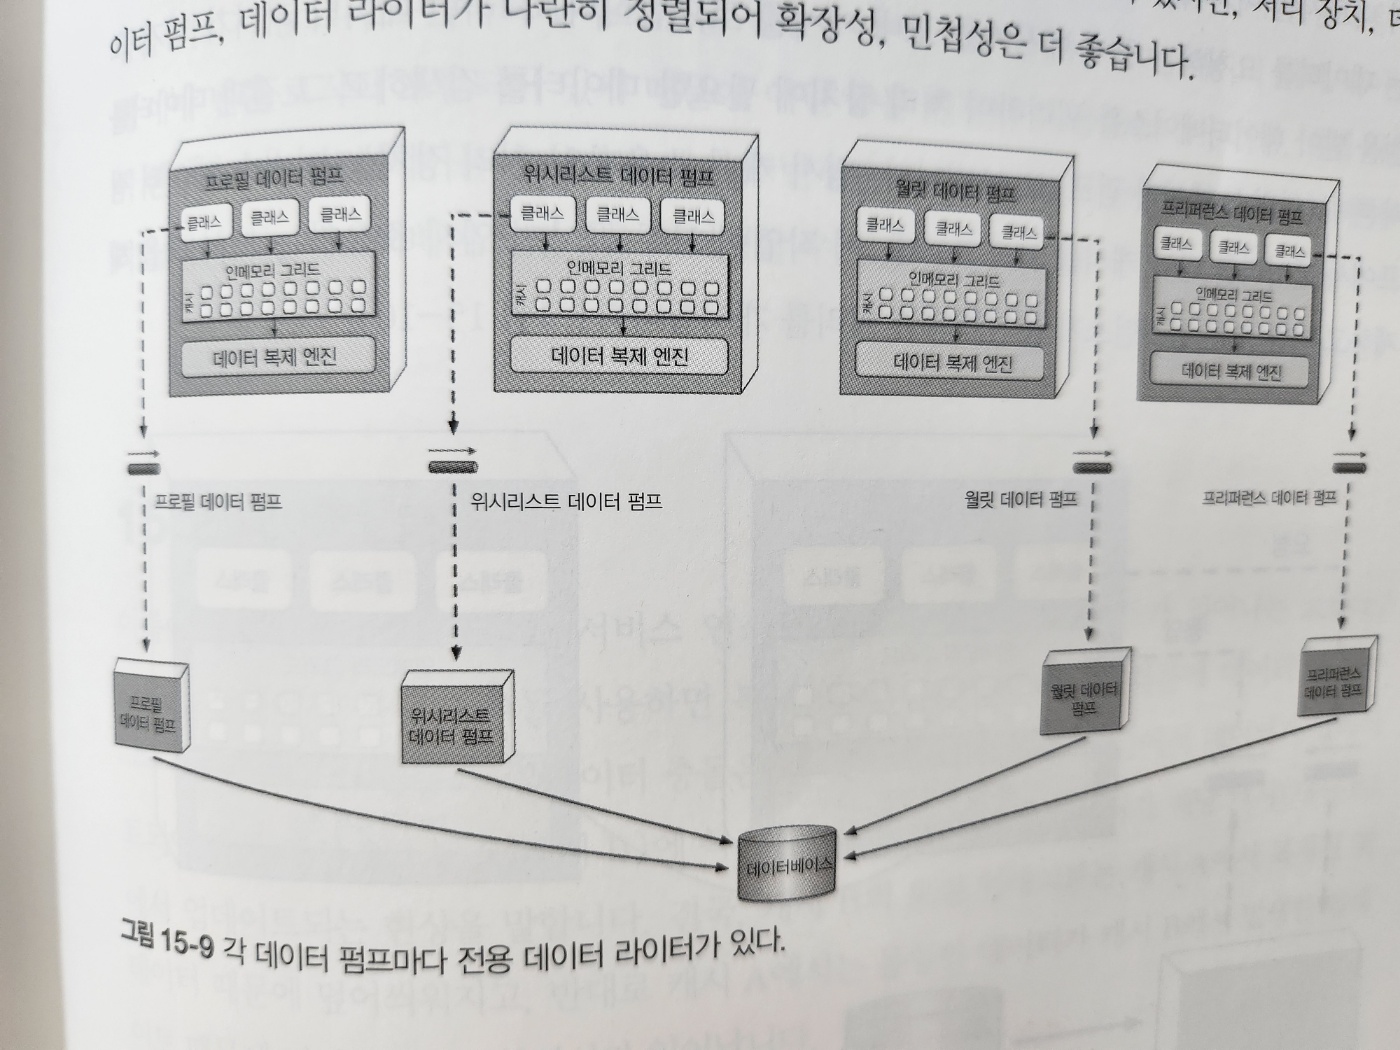 있지만, 처리 장치, 데
이터 펌프, 데이터 라이터가 나란히 정렬되어 확장성, 민첩성은 더 좋습니다.
프로필 데이터 펌프
클래스 클래스 클래스
인메모리 그리드
캐시
데이터 복제 엔진
위시리스트 데이터 펌프
클래스 클래스 클래스
인메모리 그리드
캐시
데이터 복제 엔진
월릿 데이터 펌프
클래스 클래스 클래스
인메모리 그리드
캐시
데이터 복제 엔진
프리퍼런스 데이터 펌프
클래스 클래스 클래스
인메모리 그리드
캐시
데이터 복제 엔진
프로필 데이터 펌프
위시리스트 데이터 펌프
월릿 데이터 펌프
프리퍼런스 데이터 펌프
프로필
데이터 펌프
위시리스트
데이터 펌프
월릿 데이터
펌프
프리퍼런스
데이터 펌프
데이터베이스
그림 15-9 각 데이터 펌프마다 전용 데이터 라이터가 있다.